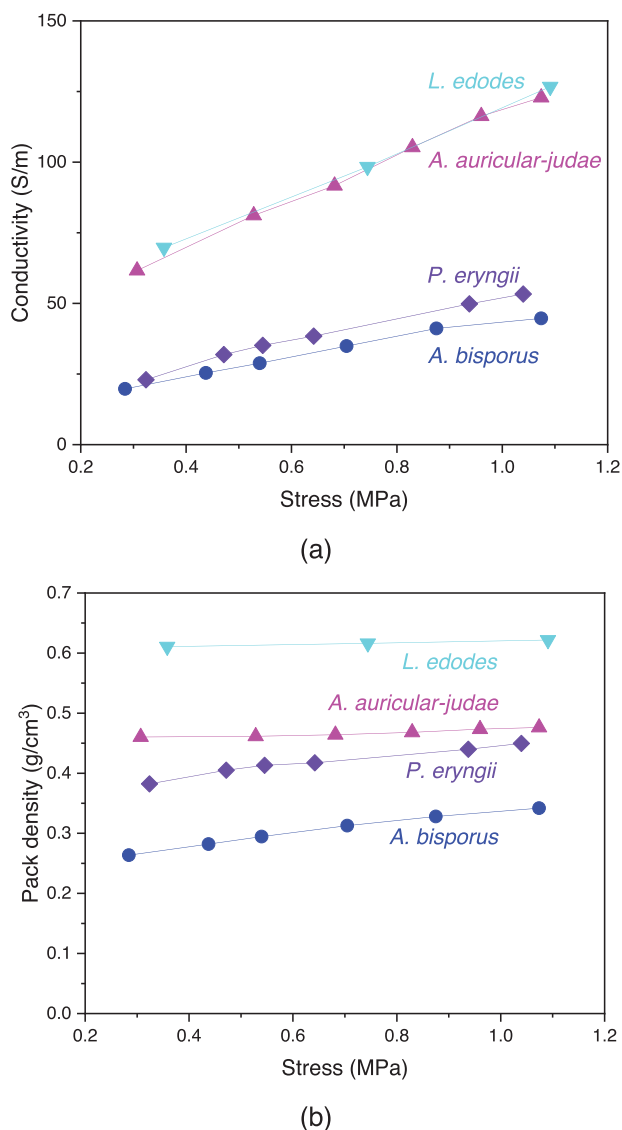 150
100
50
0
Conductivity (S/m)
L. edodes
A. auricular-judae
P. eryngii
A. bisporus
0.2 0.4 0.6 0.8 1.0 1.2
Stress (MPa)
(a)
0.7
0.6
0.5
0.4
0.3
0.2
0.1
0.0
Pack density (g/cm³)
L. edodes
A. auricular-judae
P. eryngii
A. bisporus
0.2 0.4 0.6 0.8 1.0 1.2
Stress (MPa)
(b)